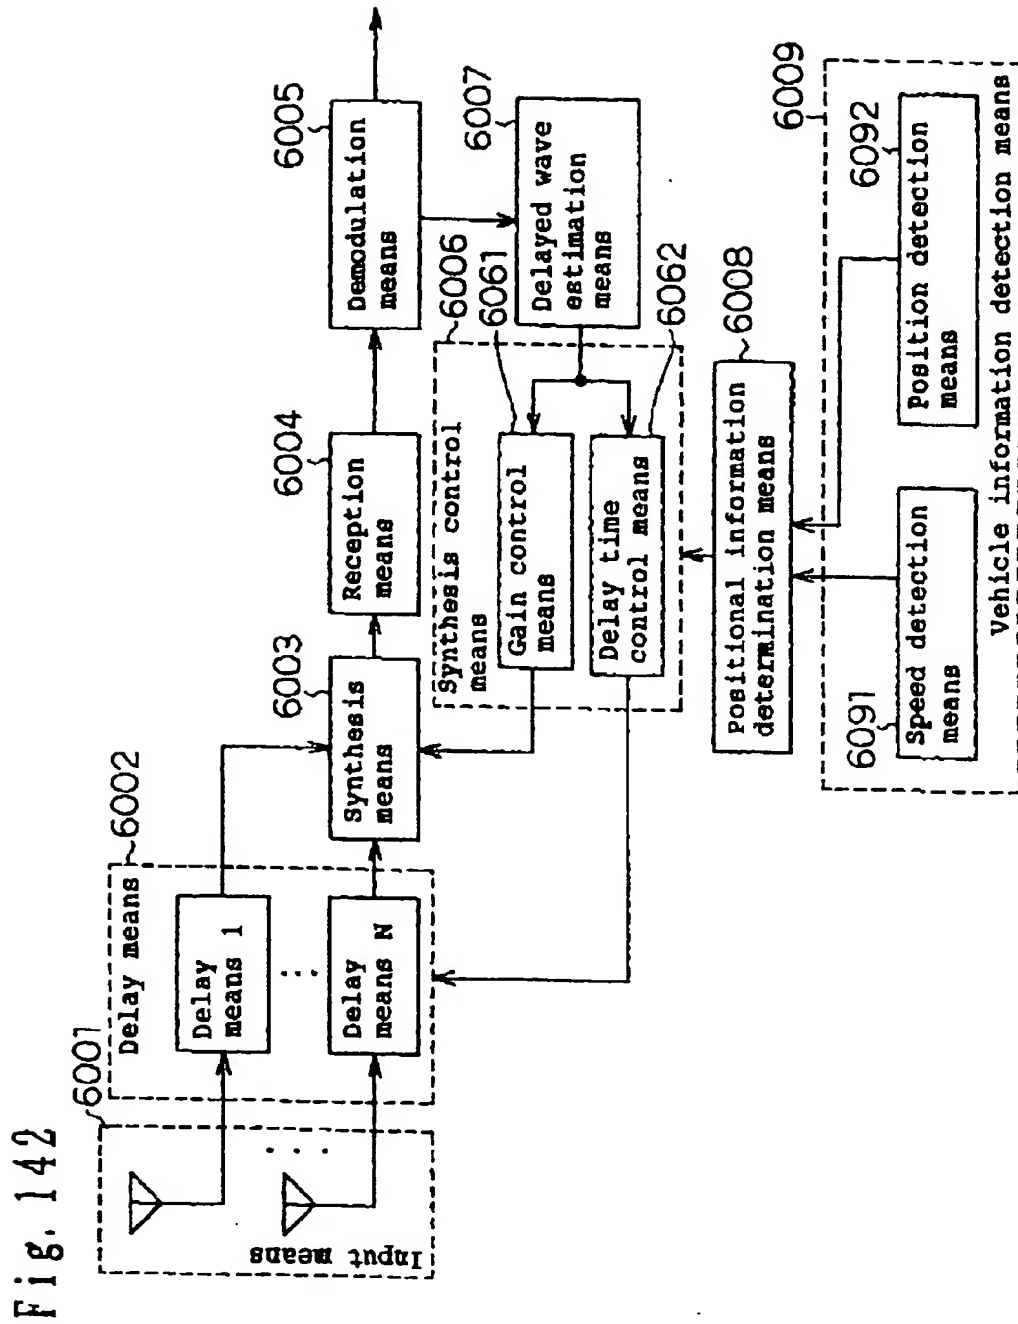 Fig. 142
6001
Input means
6002
Delay means
Delay
means 1
Delay
means N
6003
Synthesis
means
6004
Reception
means
6005
Demodulation
means
6006
Synthesis control
means
6061
Gain control
means
Delay time
control means
6062
6007
Delayed wave
estimation
means
6008
Positional information
determination means
6009
6091
Speed detection
means
6092
Position detection
means
Vehicle information detection means